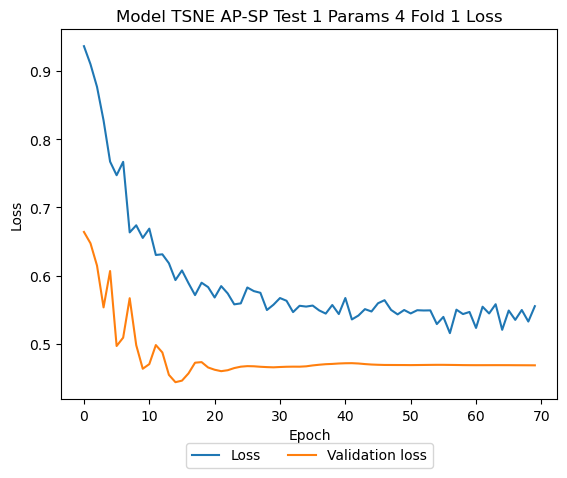 Model TSNE AP-SP Test 1 Params 4 Fold 1 Loss
0.9
0.8
0.7
0.6
0.5
Loss
0 10 20 30 40 50 60 70
Epoch
Loss Validation loss